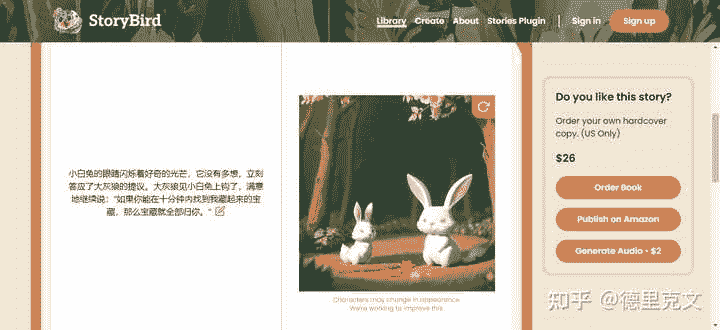 StoryBird
Library Create About Stories Plugin Sign in Sign up
小白兔的眼睛闪烁着好奇的光芒，它没有多想，立刻
答应了大灰狼的提议。大灰狼见小白兔上钩了，满意
地继续说：“如果你能在十分钟内找到我藏起来的宝
藏，那么宝藏就全部归你。”
Characters may change in appearance.
We're working to improve this.
Do you like this story?
Order your own hardcover
copy. (US Only)
$26
Order Book
Publish on Amazon
Generate Audio - $2
知乎 @德里克文